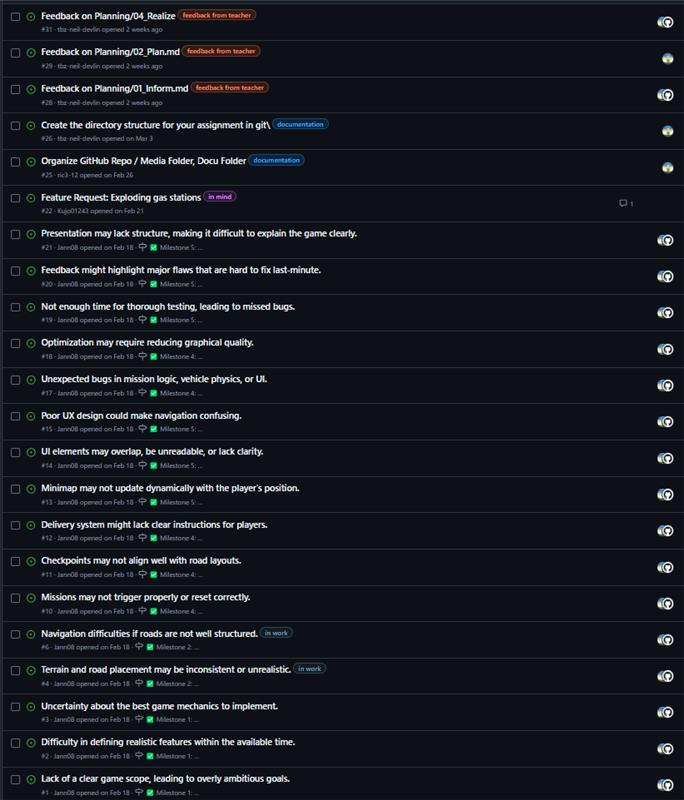 Feedback on Planning/04_Realize feedback from teacher
#31 · tbz-neil-devlin opened 2 weeks ago
Feedback on Planning/02_Plan.md feedback from teacher
#29 · tbz-neil-devlin opened 2 weeks ago
Feedback on Planning/01_Inform.md feedback from teacher
#28 · tbz-neil-devlin opened 2 weeks ago
Create the directory structure for your assignment in git\ documentation
#26 · tbz-neil-devlin opened on Mar 3
Organize GitHub Repo / Media Folder, Docu Folder documentation
#25 · ric3-12 opened on Feb 26
Feature Request: Exploding gas stations in mind
1
#22 · Kujo01243 opened on Feb 21
Presentation may lack structure, making it difficult to explain the game clearly.
#21 · Jann08 opened on Feb 18 · Milestone 5: ...
Feedback might highlight major flaws that are hard to fix last-minute.
#20 · Jann08 opened on Feb 18 · Milestone 5: ...
Not enough time for thorough testing, leading to missed bugs.
#19 · Jann08 opened on Feb 18 · Milestone 5: ...
Optimization may require reducing graphical quality.
#18 · Jann08 opened on Feb 18 · Milestone 4: ...
Unexpected bugs in mission logic, vehicle physics, or UI.
#17 · Jann08 opened on Feb 18 · Milestone 4: ...
Poor UX design could make navigation confusing.
#15 · Jann08 opened on Feb 18 · Milestone 5: ...
UI elements may overlap, be unreadable, or lack clarity.
#14 · Jann08 opened on Feb 18 · Milestone 5: ...
Minimap may not update dynamically with the player's position.
#13 · Jann08 opened on Feb 18 · Milestone 5: ...
Delivery system might lack clear instructions for players.
#12 · Jann08 opened on Feb 18 · Milestone 4: ...
Checkpoints may not align well with road layouts.
#11 · Jann08 opened on Feb 18 · Milestone 4: ...
Missions may not trigger properly or reset correctly.
#10 · Jann08 opened on Feb 18 · Milestone 4: ...
Navigation difficulties if roads are not well structured. in work
#6 · Jann08 opened on Feb 18 · Milestone 2: ...
Terrain and road placement may be inconsistent or unrealistic. in work
#4 · Jann08 opened on Feb 18 · Milestone 2: ...
Uncertainty about the best game mechanics to implement.
#3 · Jann08 opened on Feb 18 · Milestone 1: ...
Difficulty in defining realistic features within the available time.
#2 · Jann08 opened on Feb 18 · Milestone 1: ...
Lack of a clear game scope, leading to overly ambitious goals.
#1 · Jann08 opened on Feb 18 · Milestone 1: ...